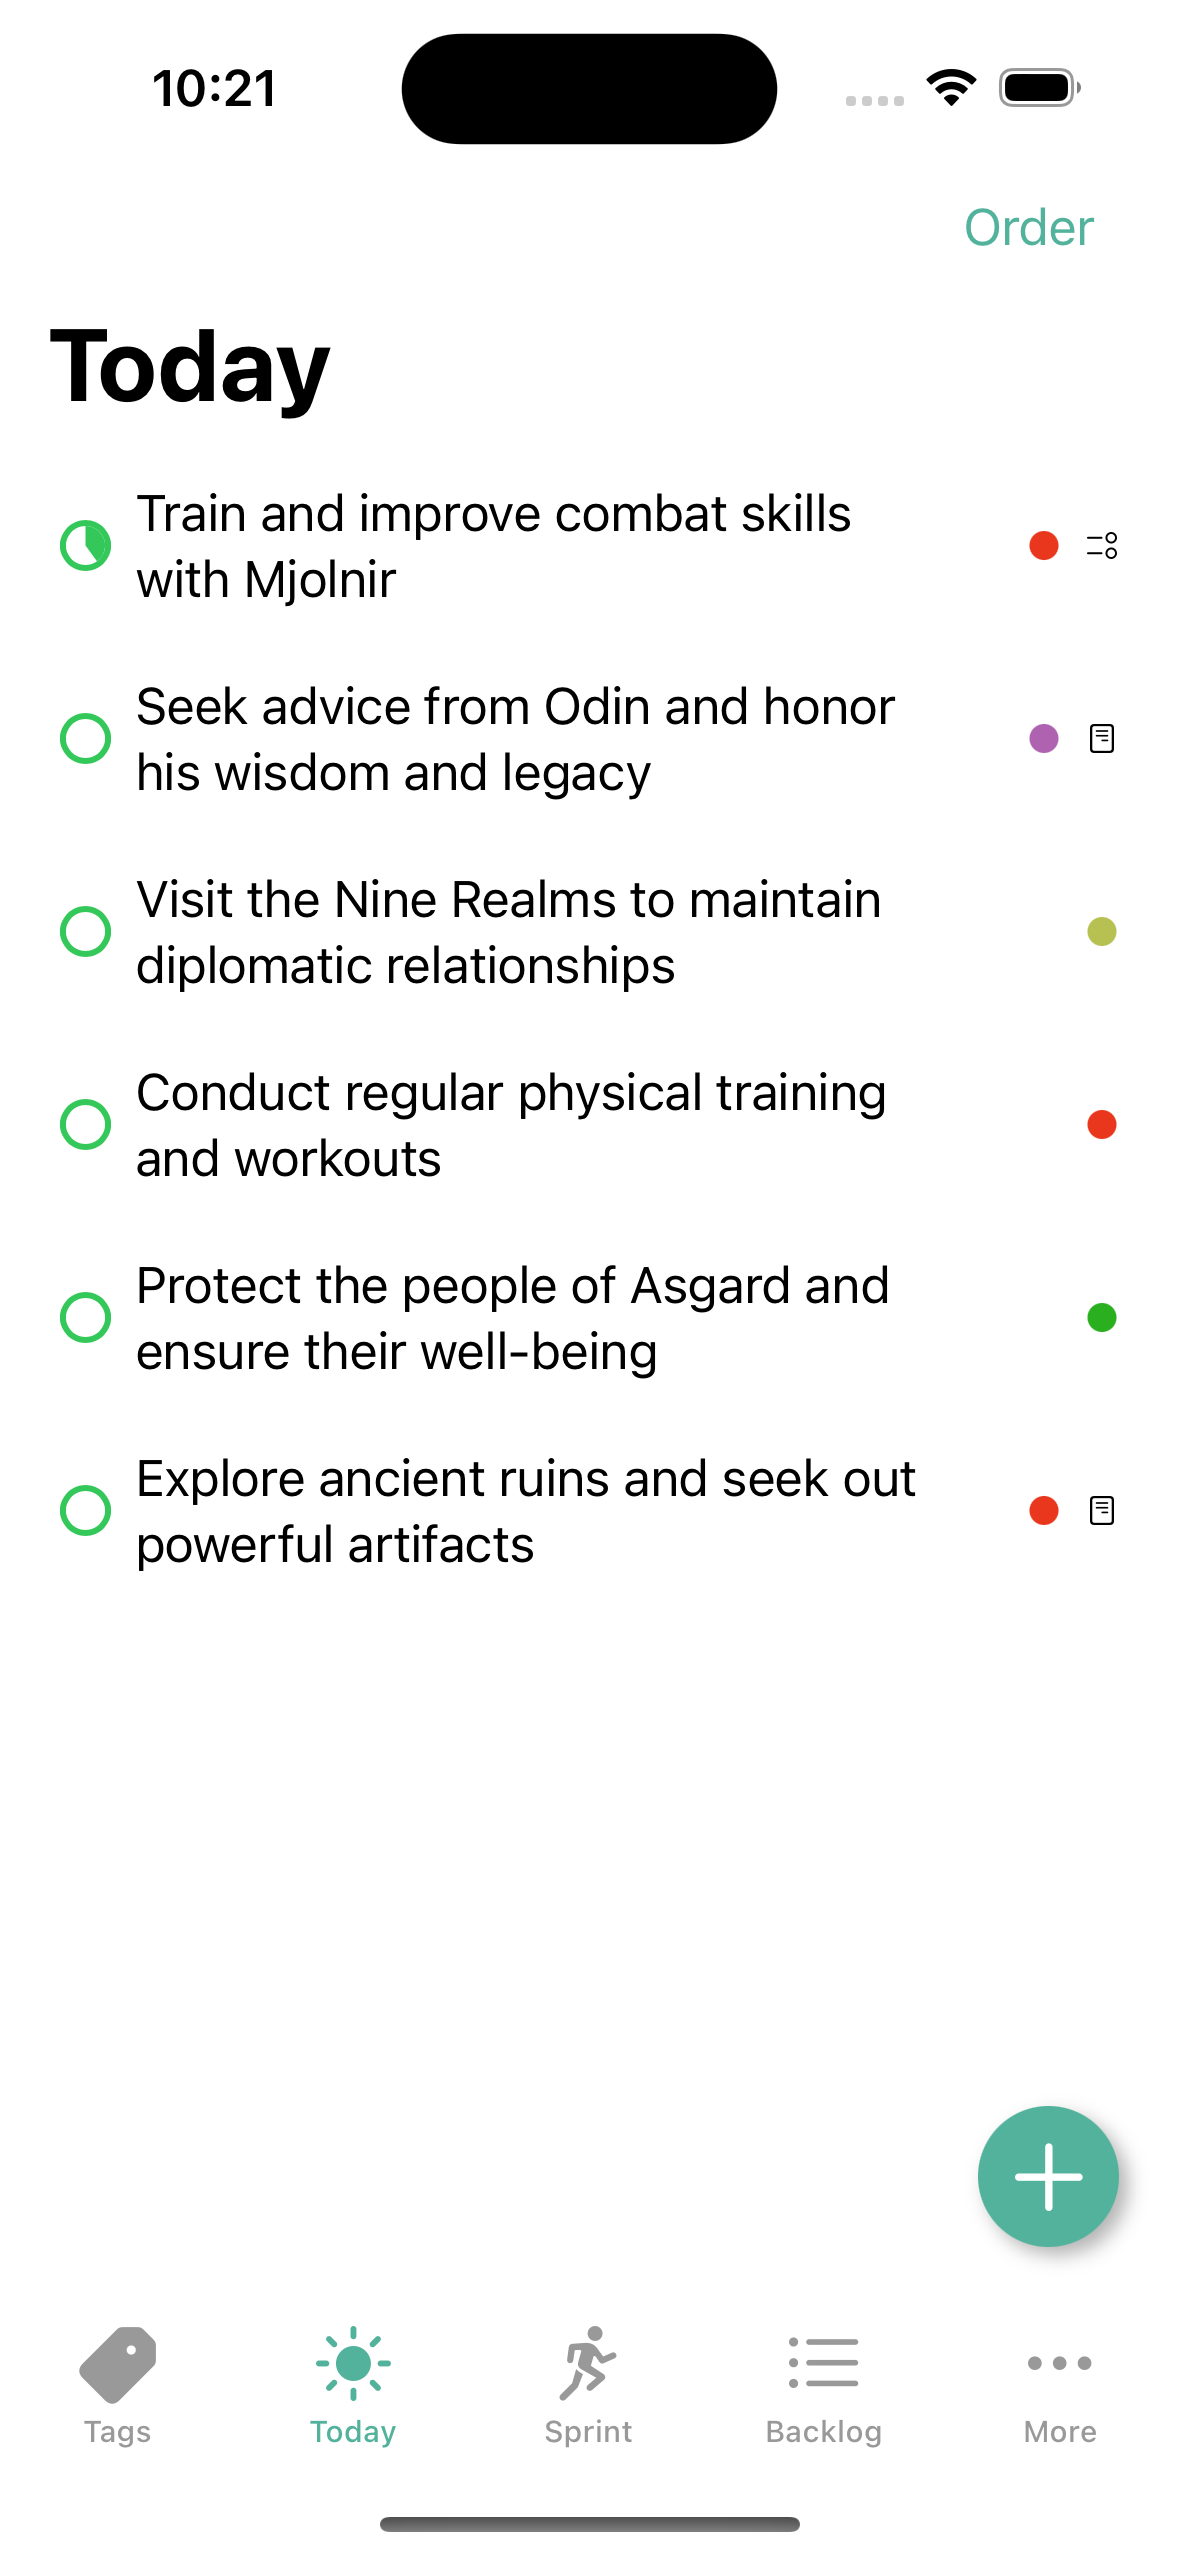 10:21
Order
Today
Train and improve combat skills
with Mjolnir
Seek advice from Odin and honor
his wisdom and legacy
Visit the Nine Realms to maintain
diplomatic relationships
Conduct regular physical training
and workouts
Protect the people of Asgard and
ensure their well-being
Explore ancient ruins and seek out
powerful artifacts
Tags
Today
Sprint
Backlog
More